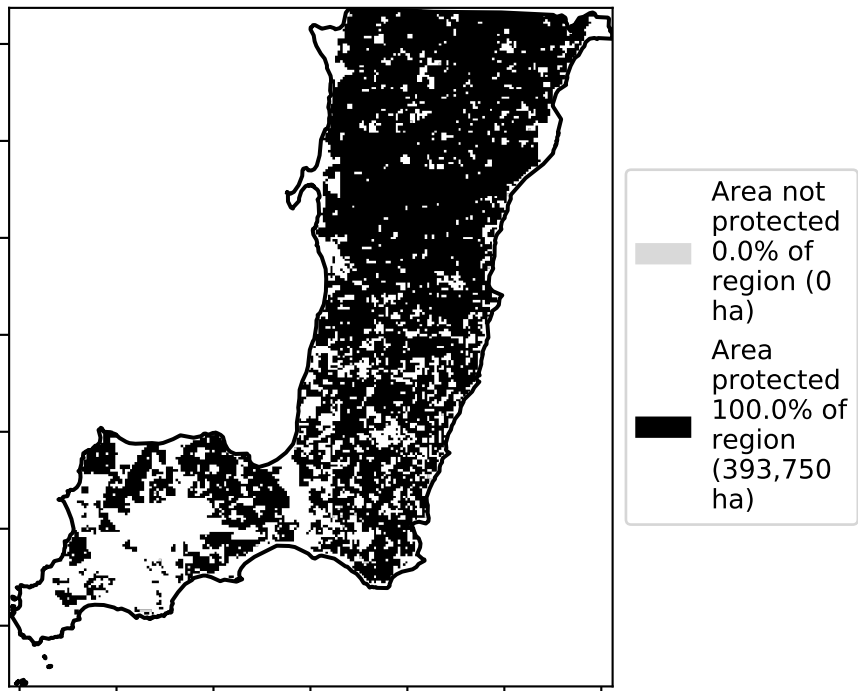 Area not
protected
0.0% of
region (0
ha)
Area
protected
100.0% of
region
(393,750
ha)